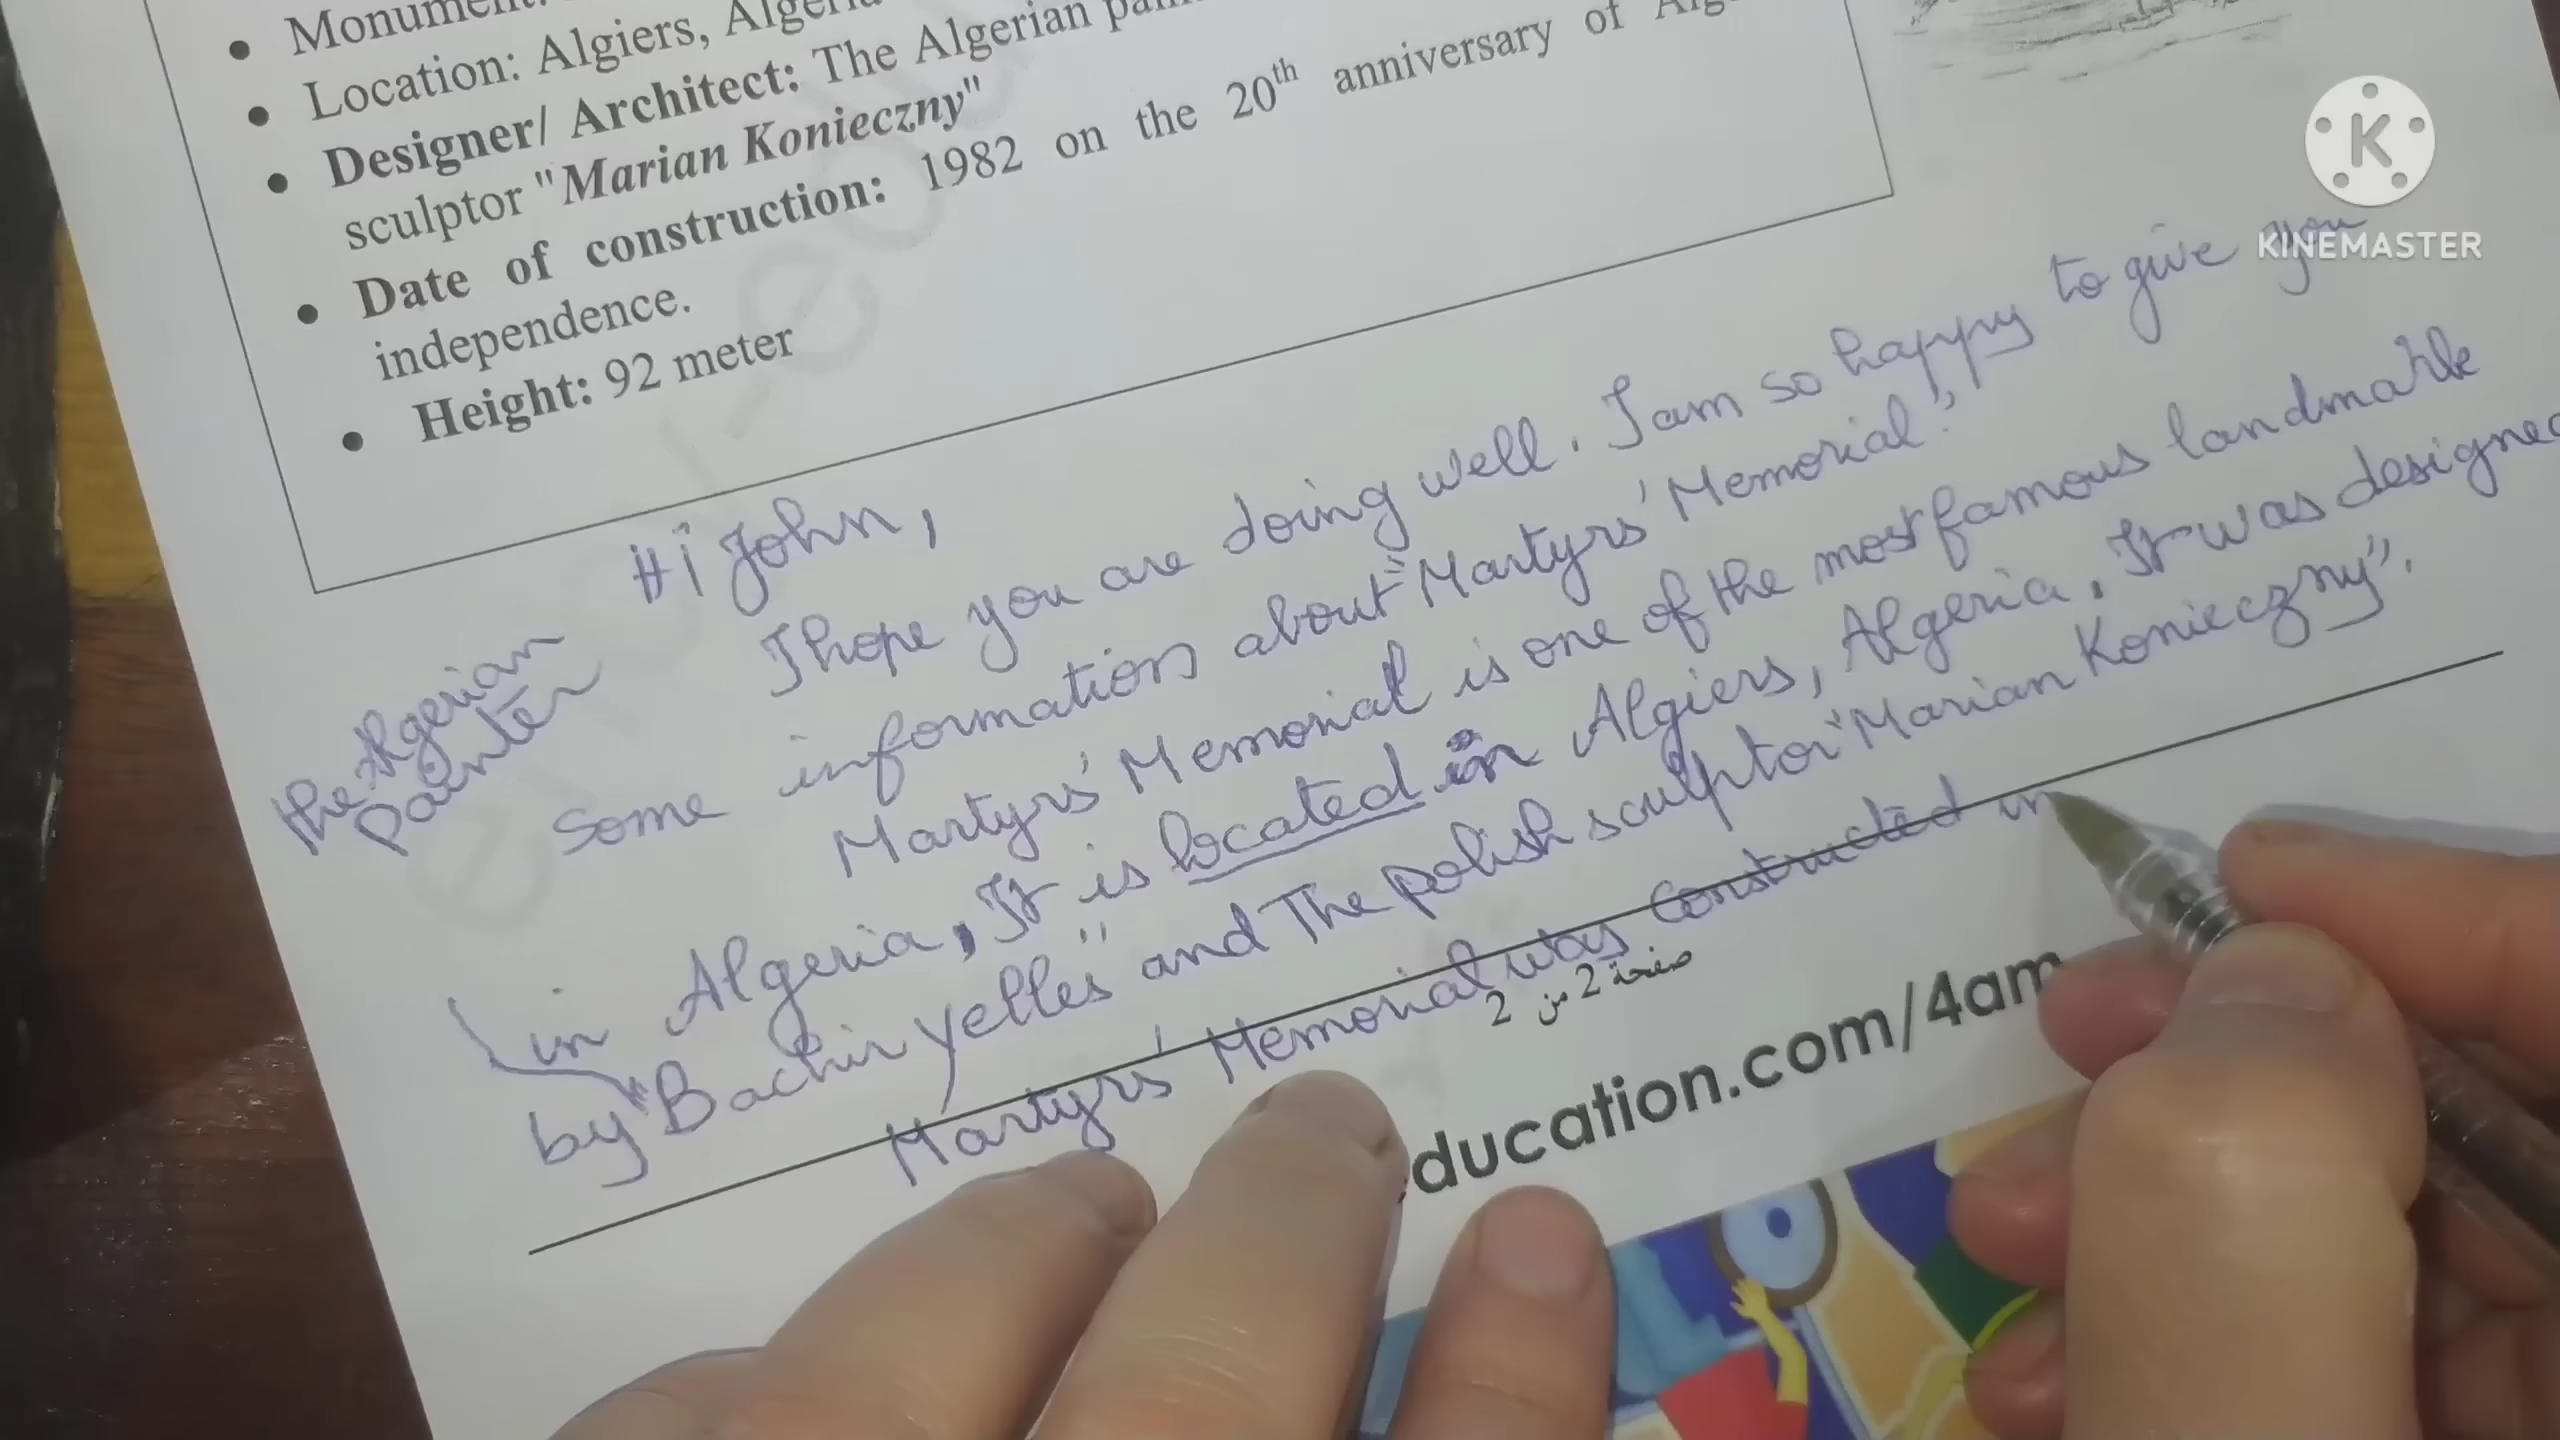 Monument:
Location: Algiers, Algeria
Designer/ Architect: The Algerian
sculptor "Marian Konieczny"
Date of construction: 1982 on the 20th anniversary of
independence.
Height: 92 meter
K
KINEMASTER
Hi John,
I hope you are doing well. I am so happy to give you
some information about "Martyrs' Memorial".
Martyrs' Memorial is one of the most famous landmark
in Algeria, It is located in Algiers, Algeria. It was designed
the Algerian
painter
by "Bachir yelles" and The polish sculptor "Marian Konieczny".
Martyrs' Memorial was constructed in
صفحة 2 من 2
ducation.com/4am